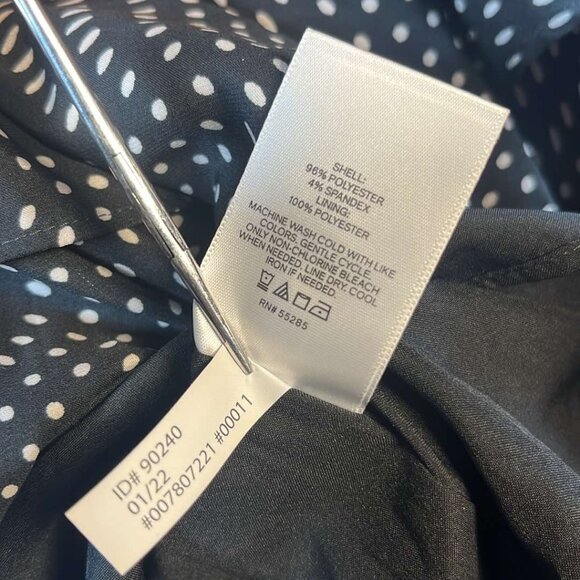 SHELL:
96% POLYESTER
4% SPANDEX
LINING:
100% POLYESTER
MACHINE WASH COLD WITH LIKE
COLORS. GENTLE CYCLE.
ONLY NON-CHLORINE BLEACH
WHEN NEEDED. LINE DRY. COOL
IRON IF NEEDED.
RN# 55285
ID# 90240
01/22
#007807221 #00011